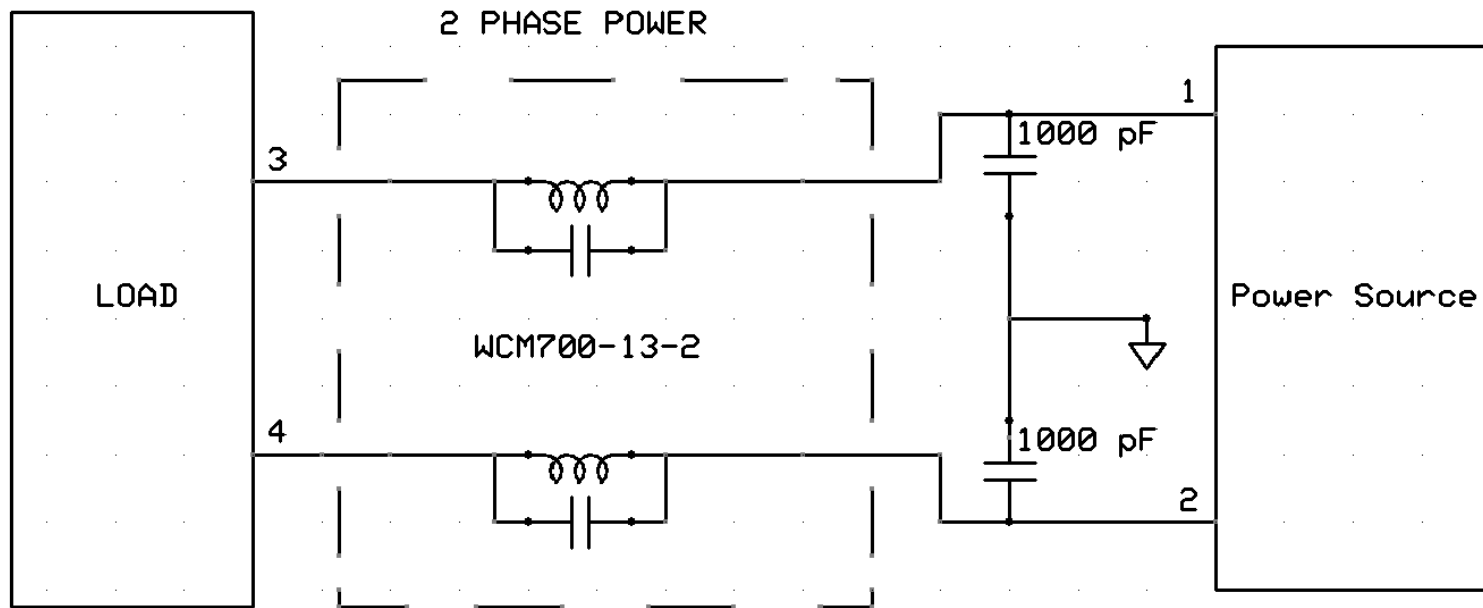 2 PHASE POWER
1
1000 pF
3
LOAD
Power Source
WCM700-13-2
4
1000 pF
2